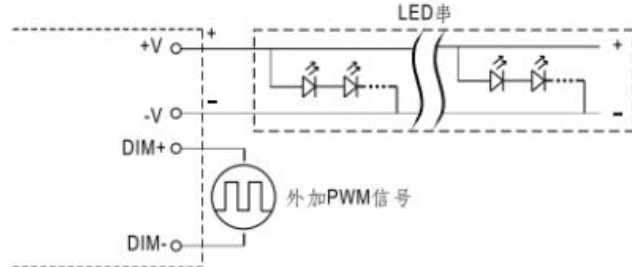 LED串
+V + +
-V - -
DIM+
外加PWM信号
DIM-